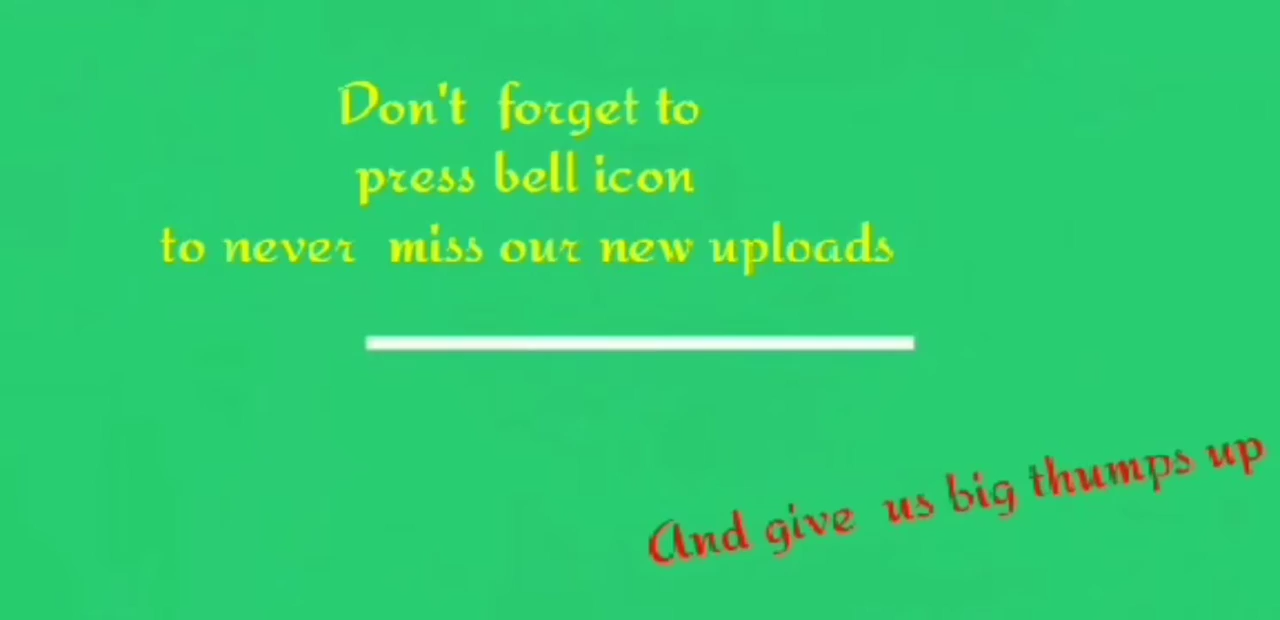 Don't forget to
press bell icon
to never miss our new uploads
And give us big thumps up